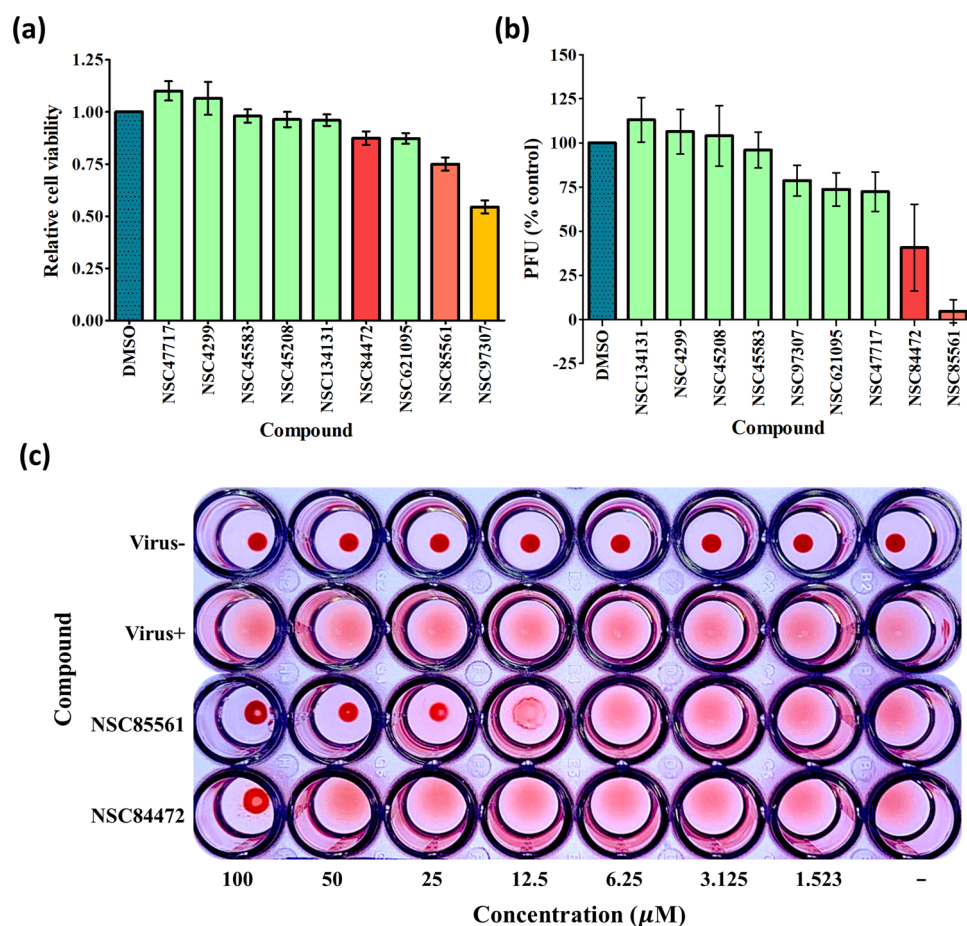 (a)
Relative cell viability
1.25
1.00
0.75
0.50
0.25
0.00
DMSO
NSC47717
NSC4299
NSC45583
NSC45208
NSC134131
NSC84472
NSC621095
NSC85561
NSC97307
Compound
(b)
PFU (% control)
150
125
100
75
50
25
0
-25
DMSO
NSC134131
NSC4299
NSC45208
NSC45583
NSC97307
NSC621095
NSC47717
NSC84472
NSC85561
Compound
(c)
Compound
Virus-
Virus+
NSC85561
NSC84472
100 50 25 12.5 6.25 3.125 1.523 –
Concentration (μM)